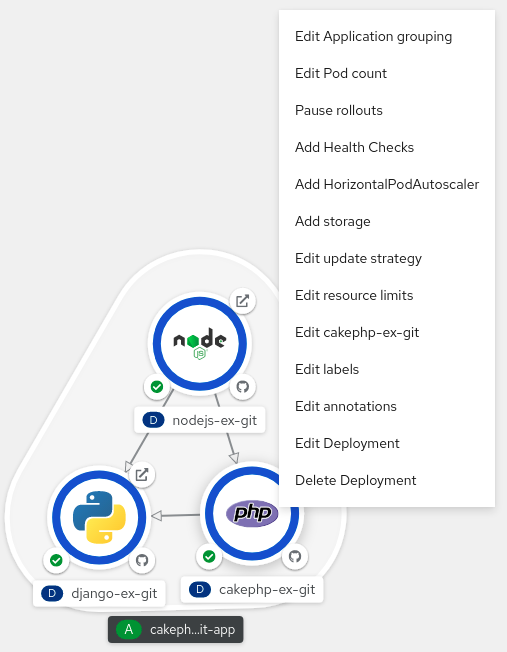 Edit Application grouping
Edit Pod count
Pause rollouts
Add Health Checks
Add HorizontalPodAutoscaler
Add storage
Edit update strategy
Edit resource limits
Edit cakephp-ex-git
Edit labels
Edit annotations
Edit Deployment
Delete Deployment
node
JS
D nodejs-ex-git
php
D django-ex-git
D cakephp-ex-git
A cakeph...it-app